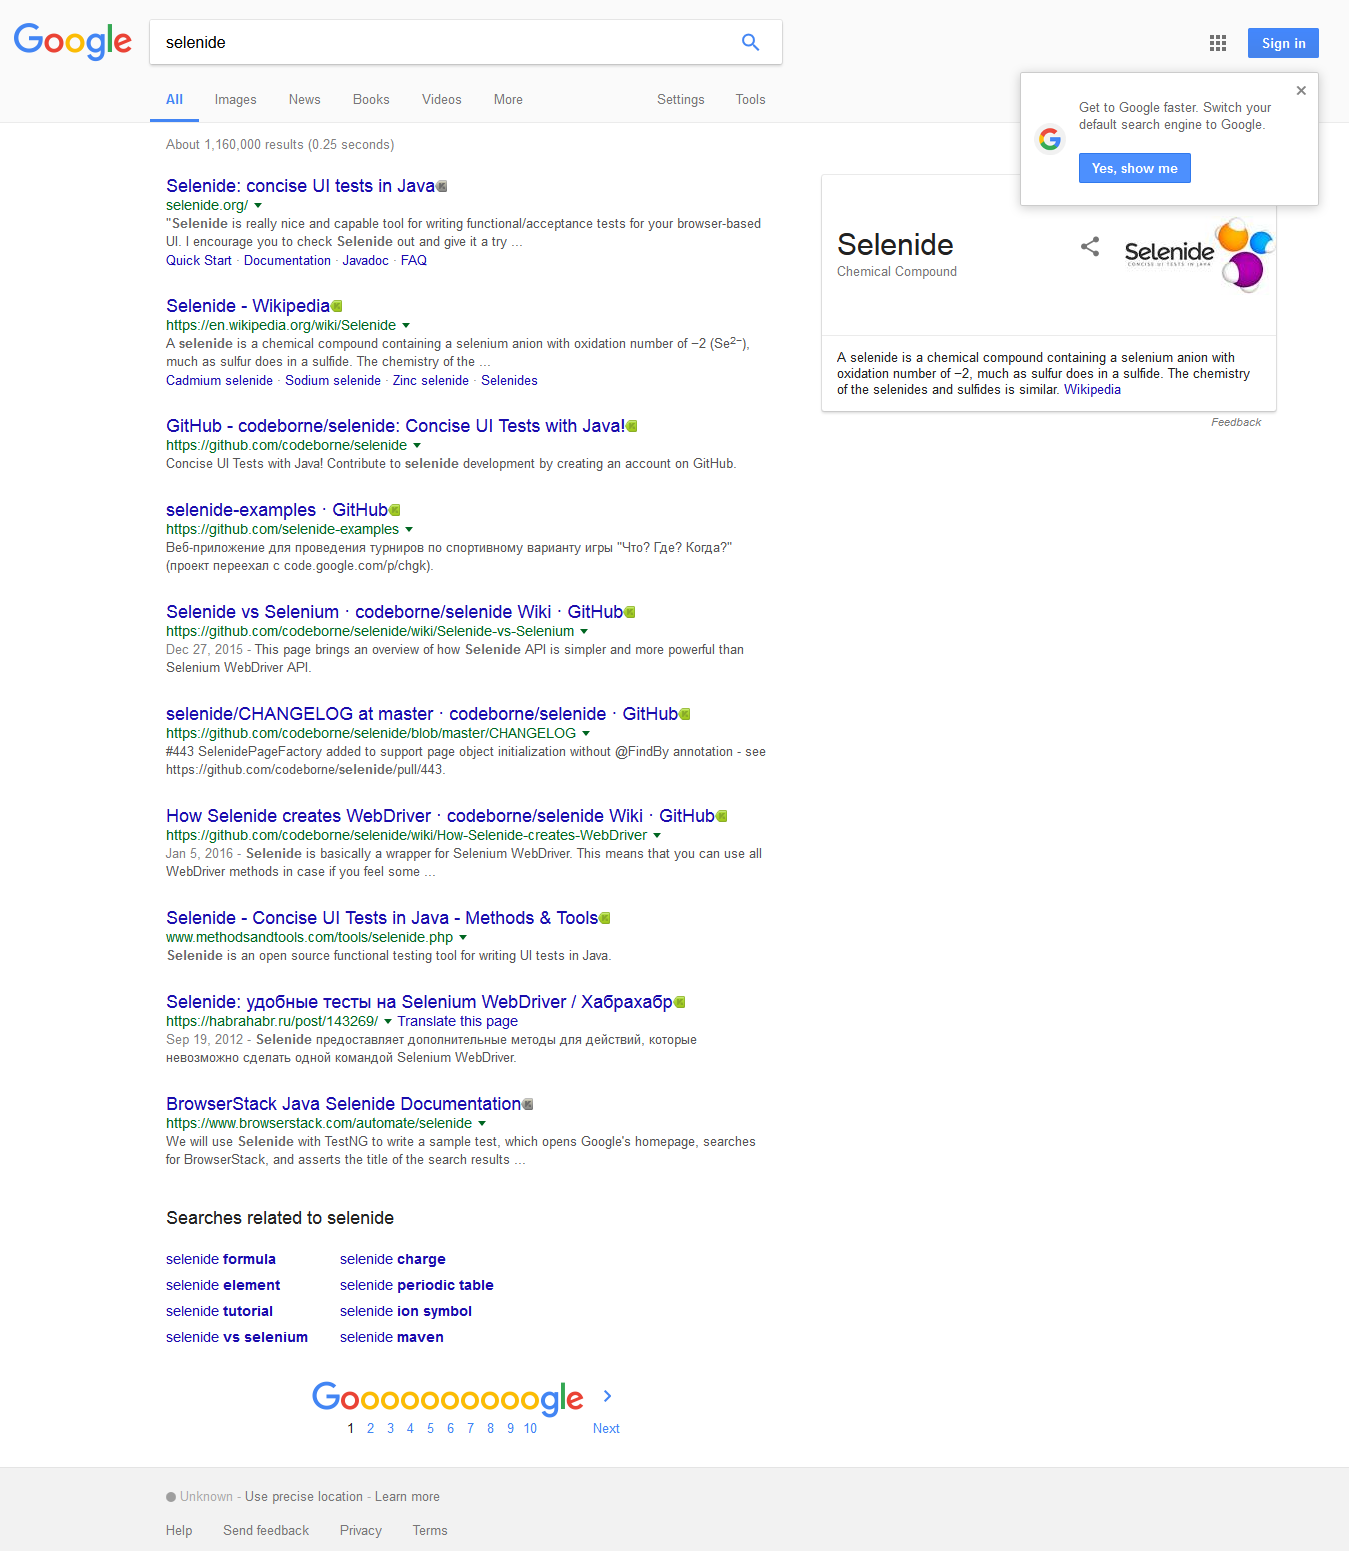 Google
selenide
Sign in
All Images News Books Videos More Settings Tools
Get to Google faster. Switch your
default search engine to Google.
Yes, show me
About 1,160,000 results (0.25 seconds)
Selenide: concise UI tests in Java
selenide.org/
"Selenide is really nice and capable tool for writing functional/acceptance tests for your browser-based
UI. I encourage you to check Selenide out and give it a try ...
Quick Start · Documentation · Javadoc · FAQ
Selenide - Wikipedia
https://en.wikipedia.org/wiki/Selenide
A selenide is a chemical compound containing a selenium anion with oxidation number of −2 (Se²⁻),
much as sulfur does in a sulfide. The chemistry of the ...
Cadmium selenide · Sodium selenide · Zinc selenide · Selenides
GitHub - codeborne/selenide: Concise UI Tests with Java!
https://github.com/codeborne/selenide
Concise UI Tests with Java! Contribute to selenide development by creating an account on GitHub.
selenide-examples · GitHub
https://github.com/selenide-examples
Веб-приложение для проведения турниров по спортивному варианту игры "Что? Где? Когда?"
(проект переехал с code.google.com/p/chgk).
Selenide vs Selenium · codeborne/selenide Wiki · GitHub
https://github.com/codeborne/selenide/wiki/Selenide-vs-Selenium
Dec 27, 2015 - This page brings an overview of how Selenide API is simpler and more powerful than
Selenium WebDriver API.
selenide/CHANGELOG at master · codeborne/selenide · GitHub
https://github.com/codeborne/selenide/blob/master/CHANGELOG
#443 SelenidePageFactory added to support page object initialization without @FindBy annotation - see
https://github.com/codeborne/selenide/pull/443.
How Selenide creates WebDriver · codeborne/selenide Wiki · GitHub
https://github.com/codeborne/selenide/wiki/How-Selenide-creates-WebDriver
Jan 5, 2016 - Selenide is basically a wrapper for Selenium WebDriver. This means that you can use all
WebDriver methods in case if you feel some ...
Selenide - Concise UI Tests in Java - Methods & Tools
www.methodsandtools.com/tools/selenide.php
Selenide is an open source functional testing tool for writing UI tests in Java.
Selenide: удобные тесты на Selenium WebDriver / Хабрахабр
https://habrahabr.ru/post/143269/ Translate this page
Sep 19, 2012 - Selenide предоставляет дополнительные методы для действий, которые
невозможно сделать одной командой Selenium WebDriver.
BrowserStack Java Selenide Documentation
https://www.browserstack.com/automate/selenide
We will use Selenide with TestNG to write a sample test, which opens Google's homepage, searches
for BrowserStack, and asserts the title of the search results ...
Selenide
Chemical Compound
Selenide
CONCISE UI TESTS IN JAVA
A selenide is a chemical compound containing a selenium anion with
oxidation number of −2, much as sulfur does in a sulfide. The chemistry
of the selenides and sulfides is similar. Wikipedia
Feedback
Searches related to selenide
selenide formula selenide charge
selenide element selenide periodic table
selenide tutorial selenide ion symbol
selenide vs selenium selenide maven
Goooooooooogle
1 2 3 4 5 6 7 8 9 10 Next
Unknown - Use precise location - Learn more
Help Send feedback Privacy Terms